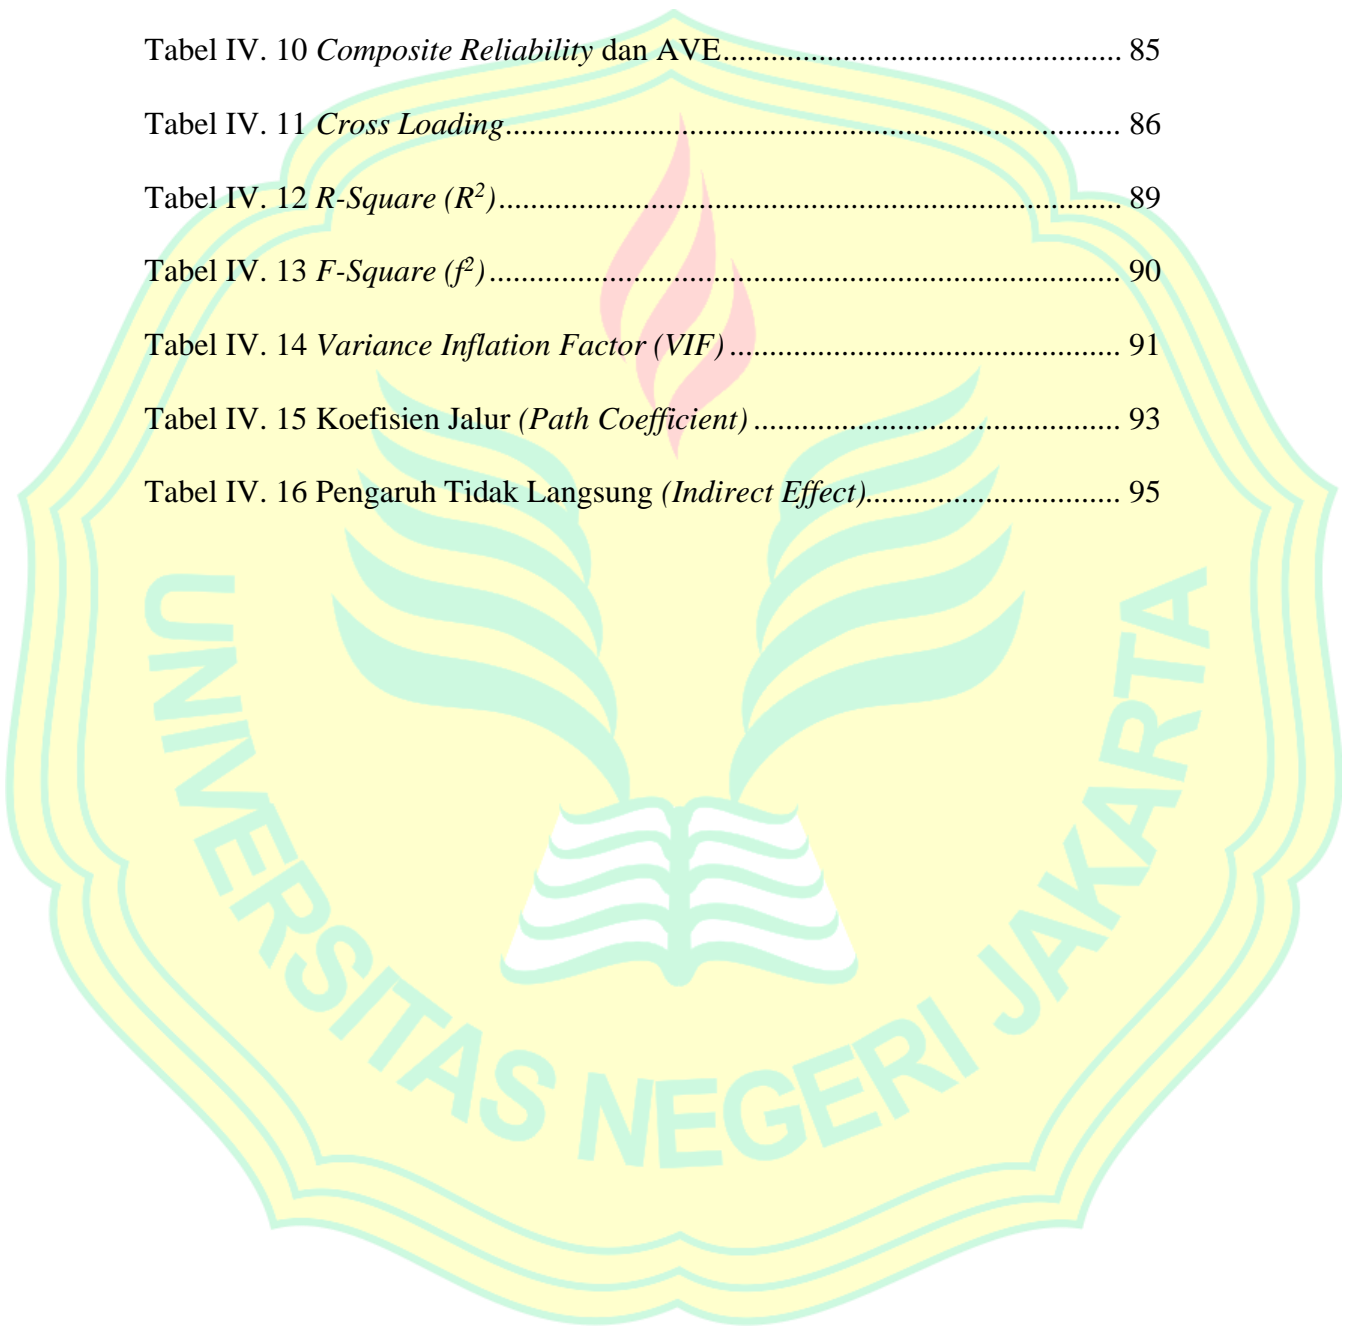 Tabel IV. 10 Composite Reliability dan AVE.................................................. 85
Tabel IV. 11 Cross Loading............................................................................. 86
Tabel IV. 12 R-Square (R²).............................................................................. 89
Tabel IV. 13 F-Square (f²)............................................................................... 90
Tabel IV. 14 Variance Inflation Factor (VIF)................................................. 91
Tabel IV. 15 Koefisien Jalur (Path Coefficient).............................................. 93
Tabel IV. 16 Pengaruh Tidak Langsung (Indirect Effect)................................ 95
UNIVERSITAS NEGERI JAKARTA